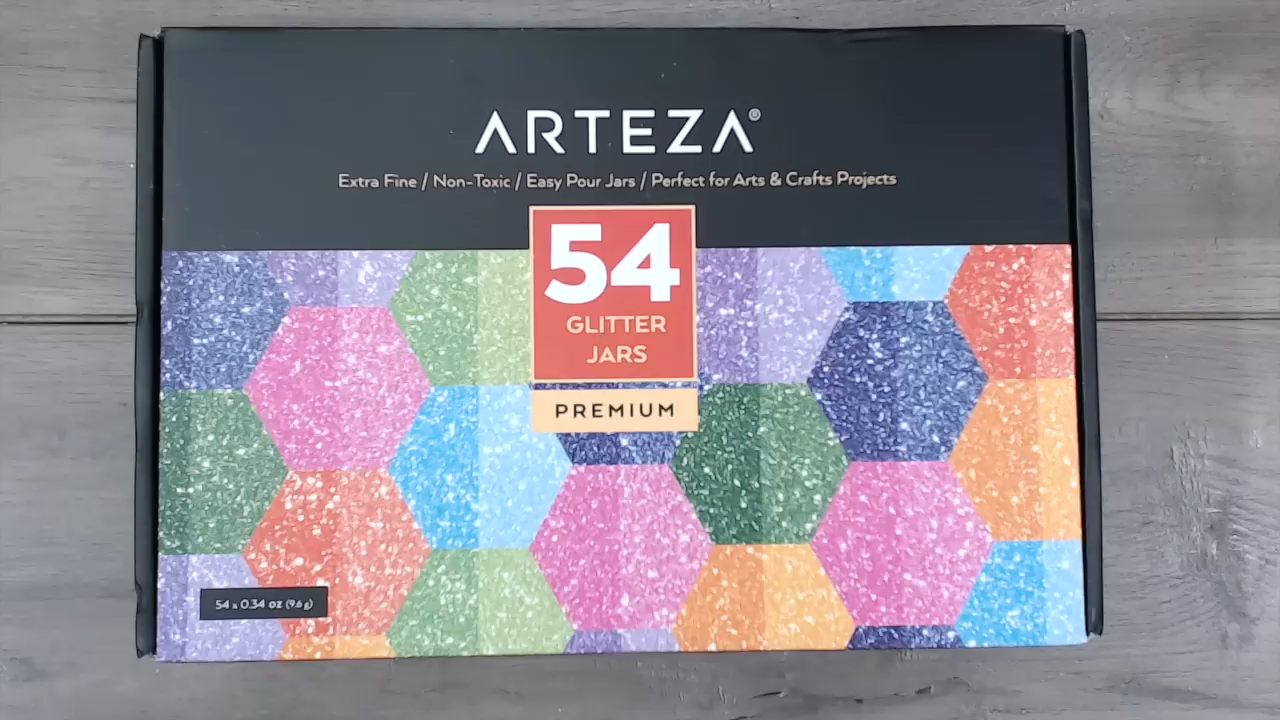 ARTEZA®
Extra Fine / Non-Toxic / Easy Pour Jars / Perfect for Arts & Crafts Projects
54
GLITTER
JARS
PREMIUM
54 x 0.34 oz (9.6 g)